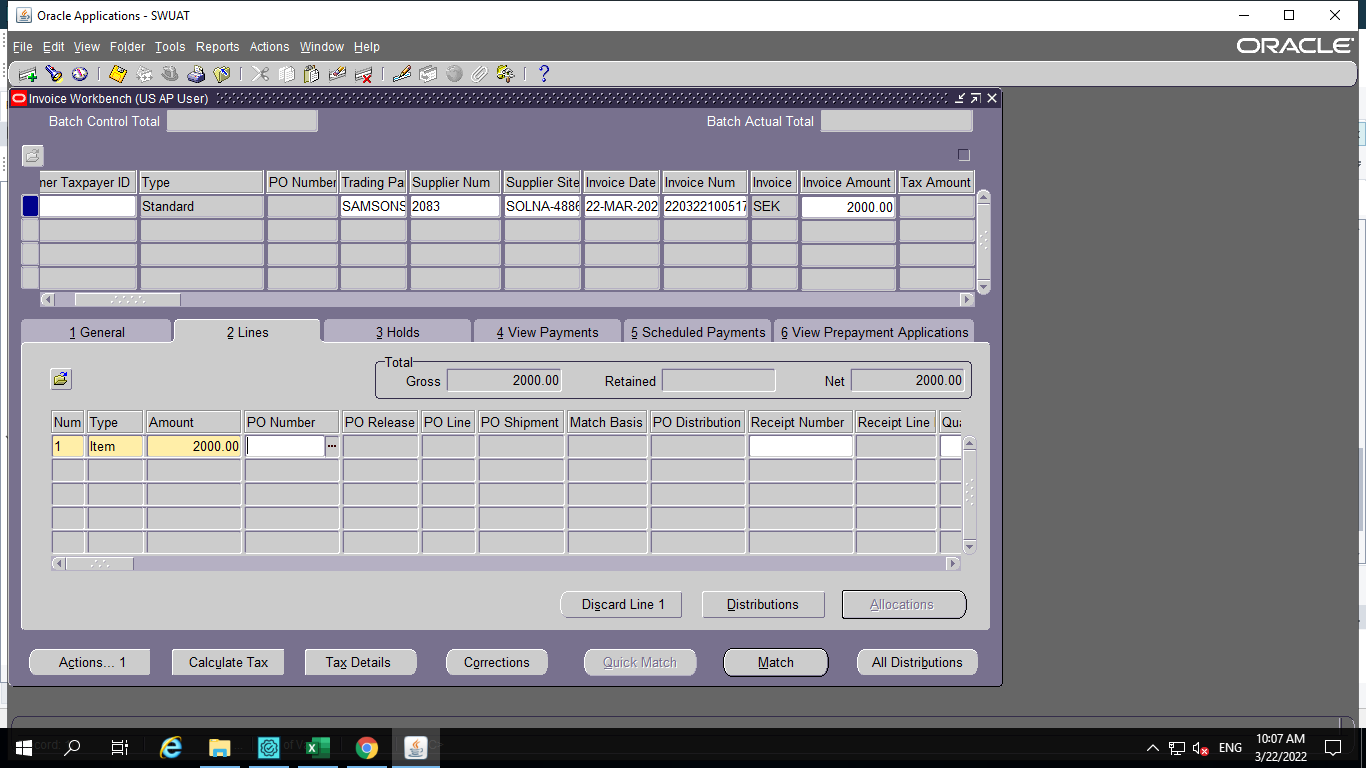 Oracle Applications - SWUAT
File Edit View Folder Tools Reports Actions Window Help
ORACLE
Invoice Workbench (US AP User)
Batch Control Total
Batch Actual Total
ner Taxpayer ID Type PO Number Trading Pa Supplier Num Supplier Site Invoice Date Invoice Num Invoice Invoice Amount Tax Amount
Standard SAMSONS 2083 SOLNA-4886 22-MAR-202 220322100517 SEK 2000.00
1 General 2 Lines 3 Holds 4 View Payments 5 Scheduled Payments 6 View Prepayment Applications
Total
Gross 2000.00 Retained Net 2000.00
Num Type Amount PO Number PO Release PO Line PO Shipment Match Basis PO Distribution Receipt Number Receipt Line Qua
1 Item 2000.00 ...
Discard Line 1 Distributions Allocations
Actions... 1 Calculate Tax Tax Details Corrections Quick Match Match All Distributions
ENG
10:07 AM
3/22/2022